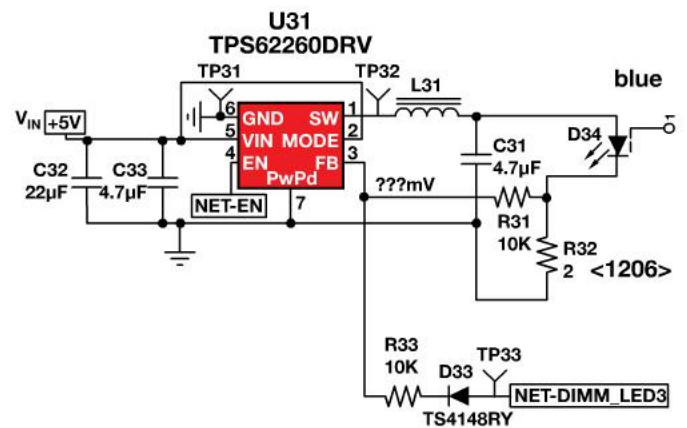 U31
TPS62260DRV
TP31
TP32
L31
blue
6 GND SW 1
VIN +5V
5 VIN MODE 2
4 EN FB 3
PwPd
7
D34
1
C32
22µF
C33
4.7µF
C31
4.7µF
NET-EN
???mV
R31
10K
R32
2
<1206>
R33
10K
D33
TS4148RY
TP33
NET-DIMM_LED3